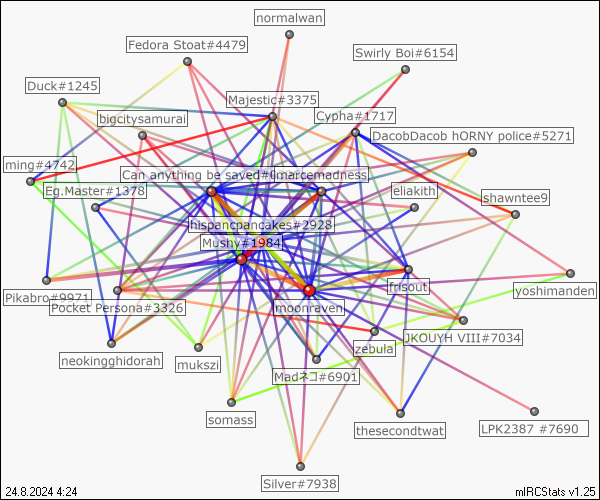 normalwan
Fedora Stoat#4479
Swirly Boi#6154
Duck#1245
Majestic#3375
bigcitysamurai
Cypha#1717
DacobDacob hORNY police#5271
ming#4742
Can anything be saved#0
marcemadness
Eg.Master#1378
eliakith
shawntee9
hispancpancakes#2928
Mushy#1984
Pikabro#9971
Pocket Persona#3326
moonraven
frisout
yoshimanden
neokingghidorah
mukszi
zebula
JKOUYH VIII#7034
Madネコ#6901
somass
thesecondtwat
LPK2387 #7690
Silver#7938
24.8.2024 4:24
mIRCStats v1.25